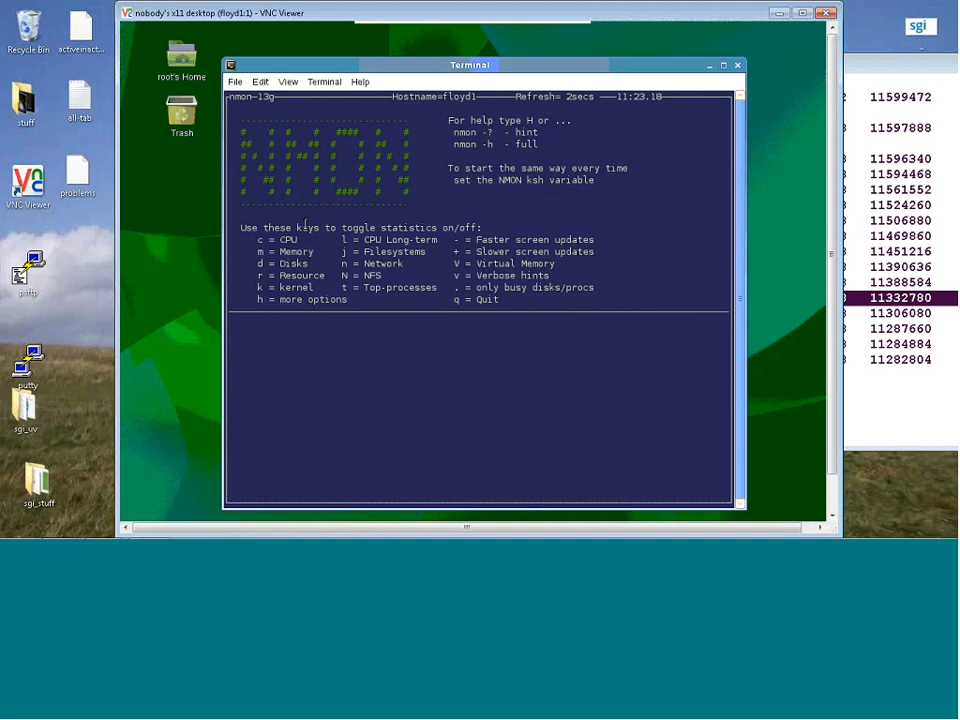 nobody's x11 desktop (floyd1:1) - VNC Viewer
sgi
Recycle Bin
activeinact...
stuff
all-tab
VNC Viewer
problems
psftp
putty
sgi_uv
sgi_stuff
root's Home
Trash
Terminal
File Edit View Terminal Help
nmon-13g Hostname=floyd1 Refresh= 2secs 11:23.18
For help type H or ...
nmon -? - hint
nmon -h - full
To start the same way every time
set the NMON ksh variable
Use these keys to toggle statistics on/off:
c = CPU l = CPU Long-term - = Faster screen updates
m = Memory j = Filesystems + = Slower screen updates
d = Disks n = Network V = Virtual Memory
r = Resource N = NFS v = Verbose hints
k = kernel t = Top-processes . = only busy disks/procs
h = more options q = Quit
11599472
11597888
11596340
11594468
11561552
11524260
11506880
11469860
11451216
11390636
11388584
11332780
11306080
11287660
11284884
11282804